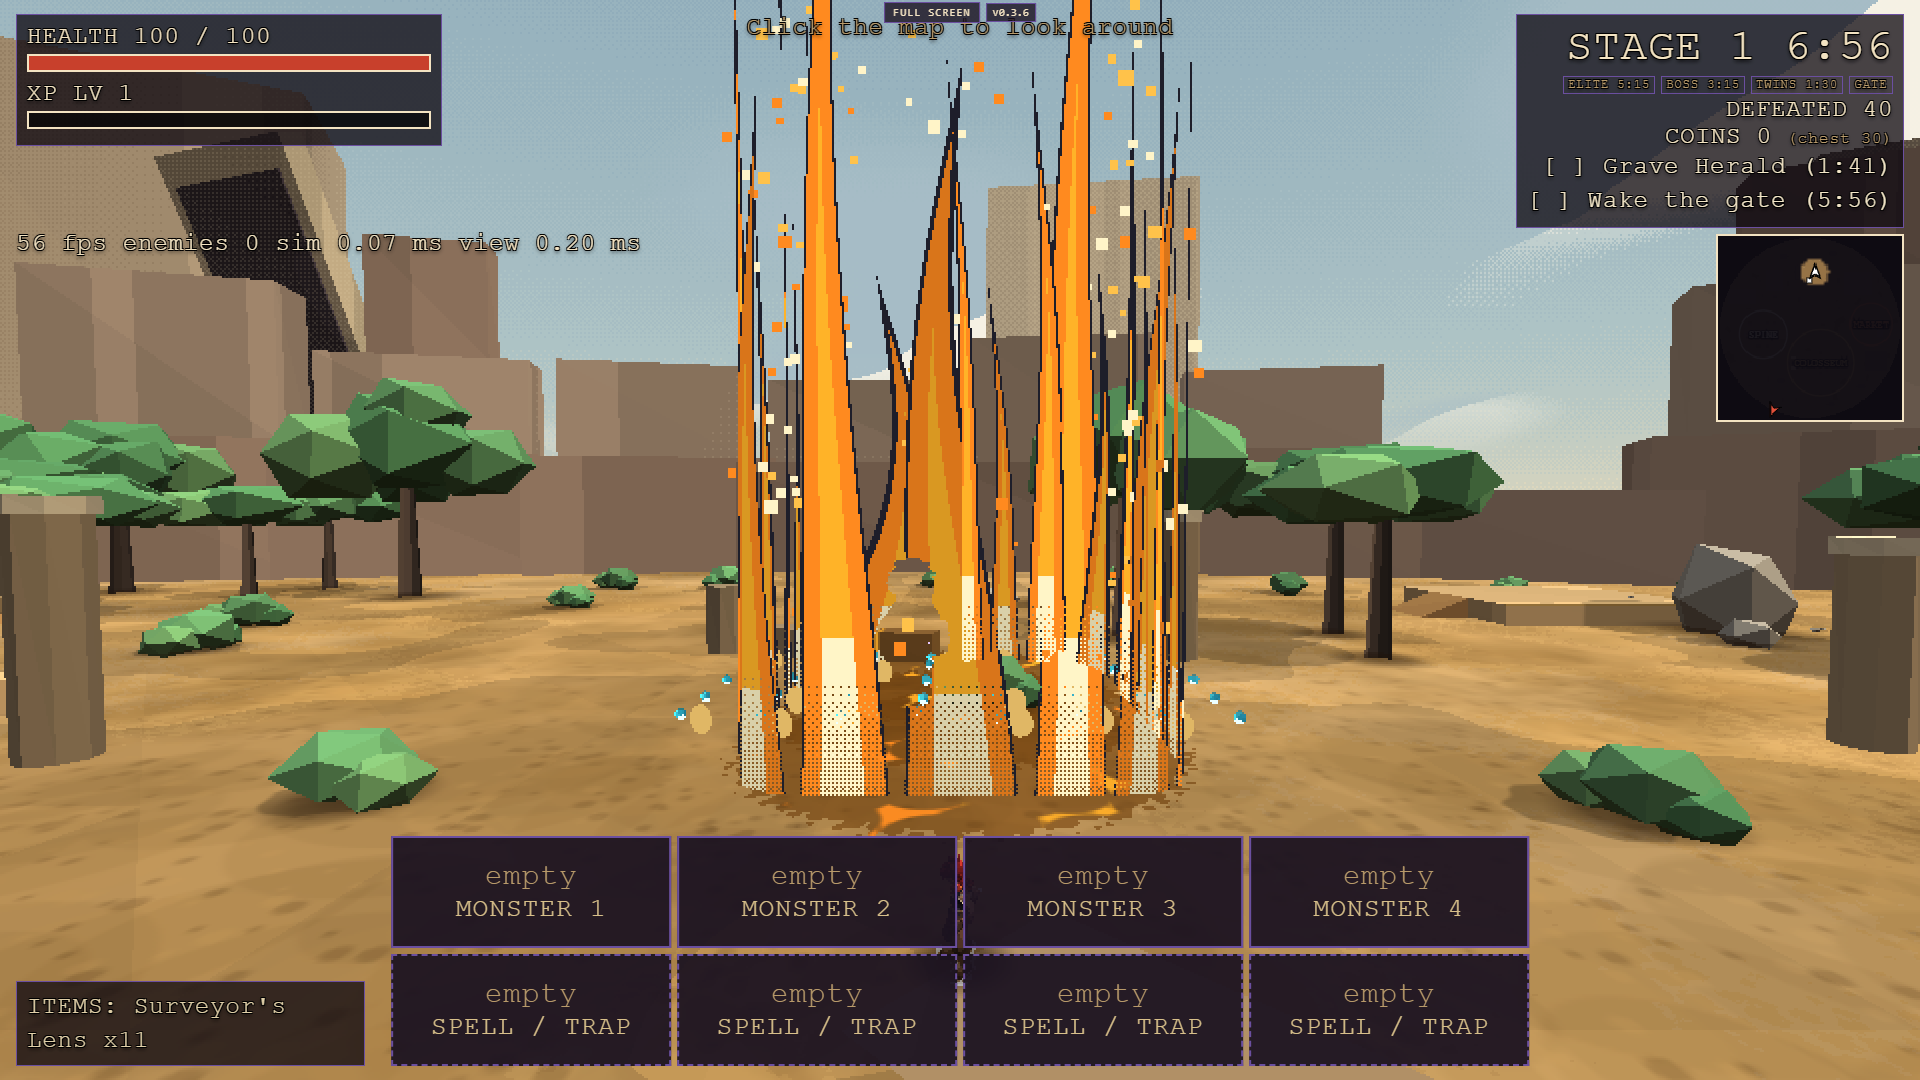 HEALTH 100 / 100
XP LV 1
FULL SCREEN
v0.3.6
Click the map to look around
STAGE 1 6:56
ELITE 5:15
BOSS 3:15
TWINS 1:30
GATE
DEFEATED 40
COINS 0 (chest 30)
[ ] Grave Herald (1:41)
[ ] Wake the gate (5:56)
56 fps enemies 0 sim 0.07 ms view 0.20 ms
empty
MONSTER 1
empty
MONSTER 2
empty
MONSTER 3
empty
MONSTER 4
empty
SPELL / TRAP
empty
SPELL / TRAP
empty
SPELL / TRAP
empty
SPELL / TRAP
ITEMS: Surveyor's
Lens x11